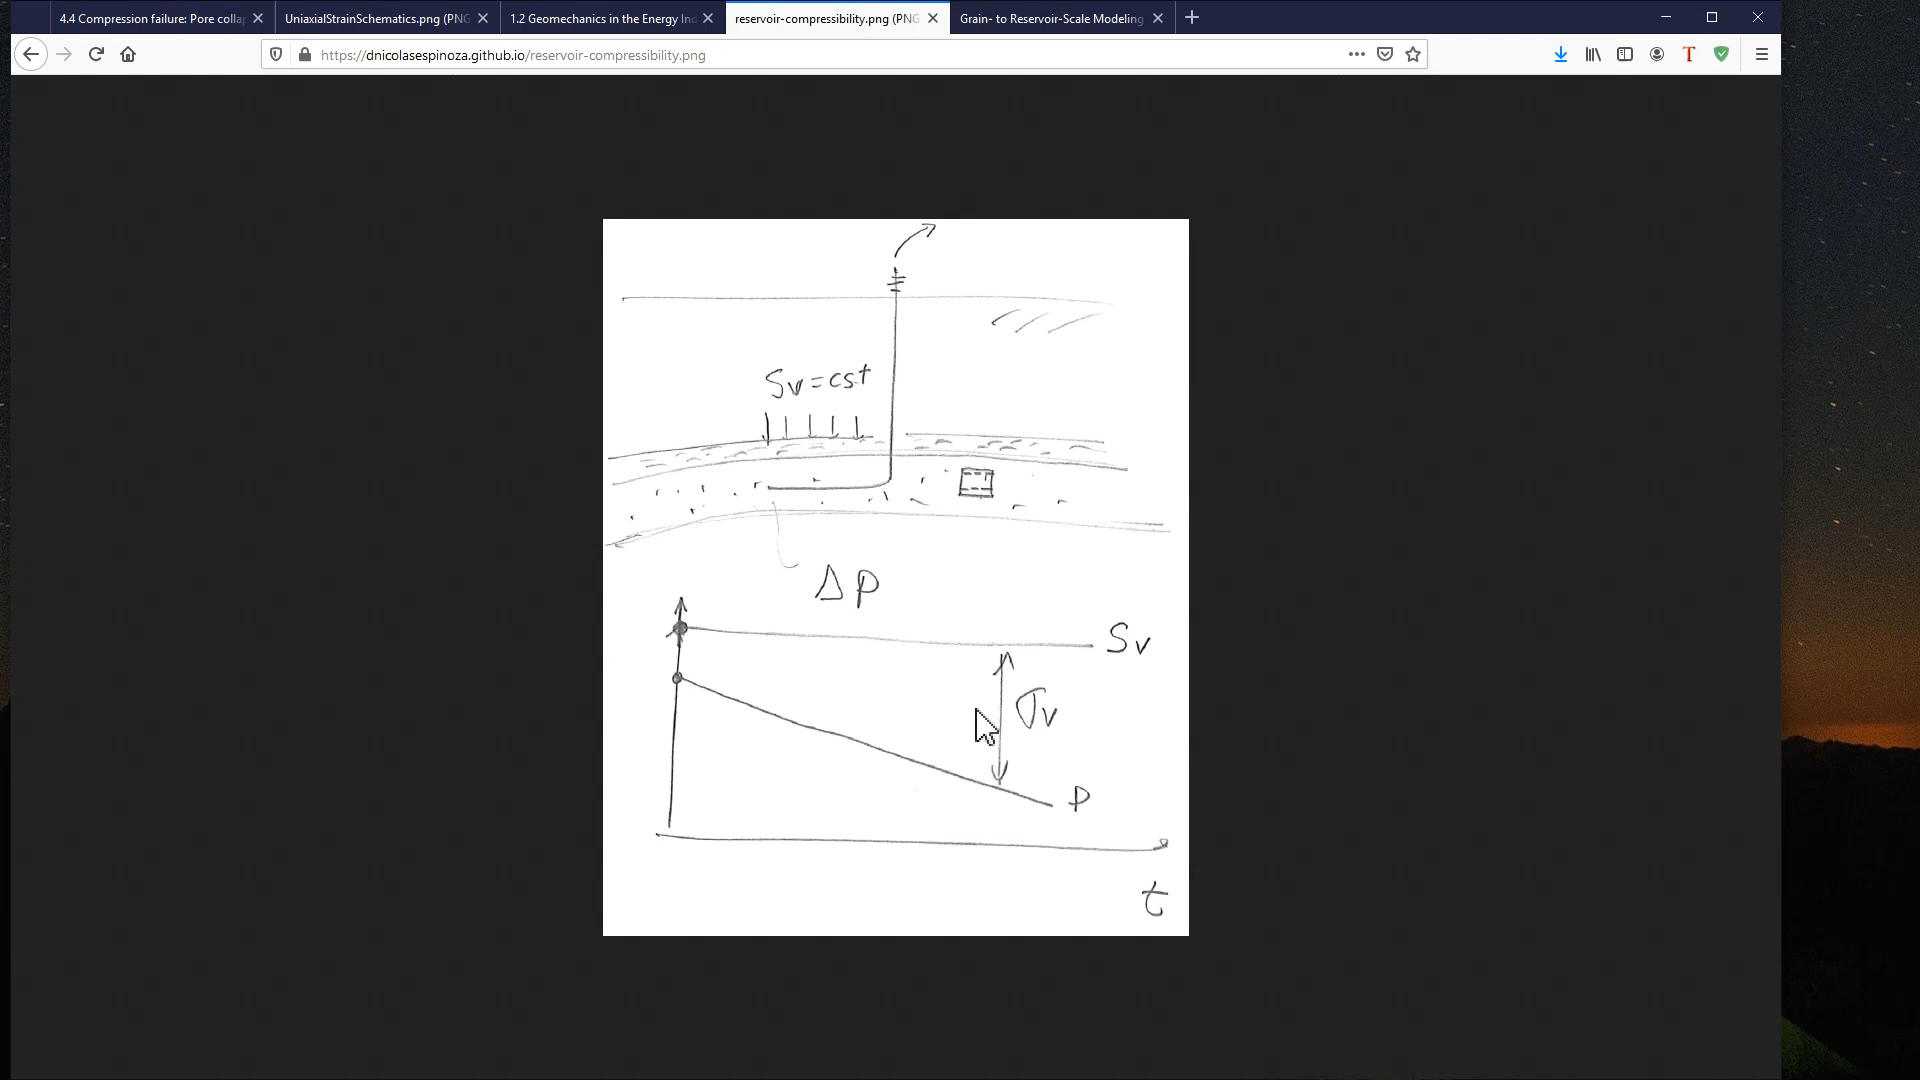 4.4 Compression failure: Pore colla
UniaxialStrainSchematics.png (PNG
1.2 Geomechanics in the Energy Ind
reservoir-compressibility.png (PNG
Grain- to Reservoir-Scale Modeling
https://dnicolasespinoza.github.io/reservoir-compressibility.png
Sv=cst
Δp
Sv
σv
P
t